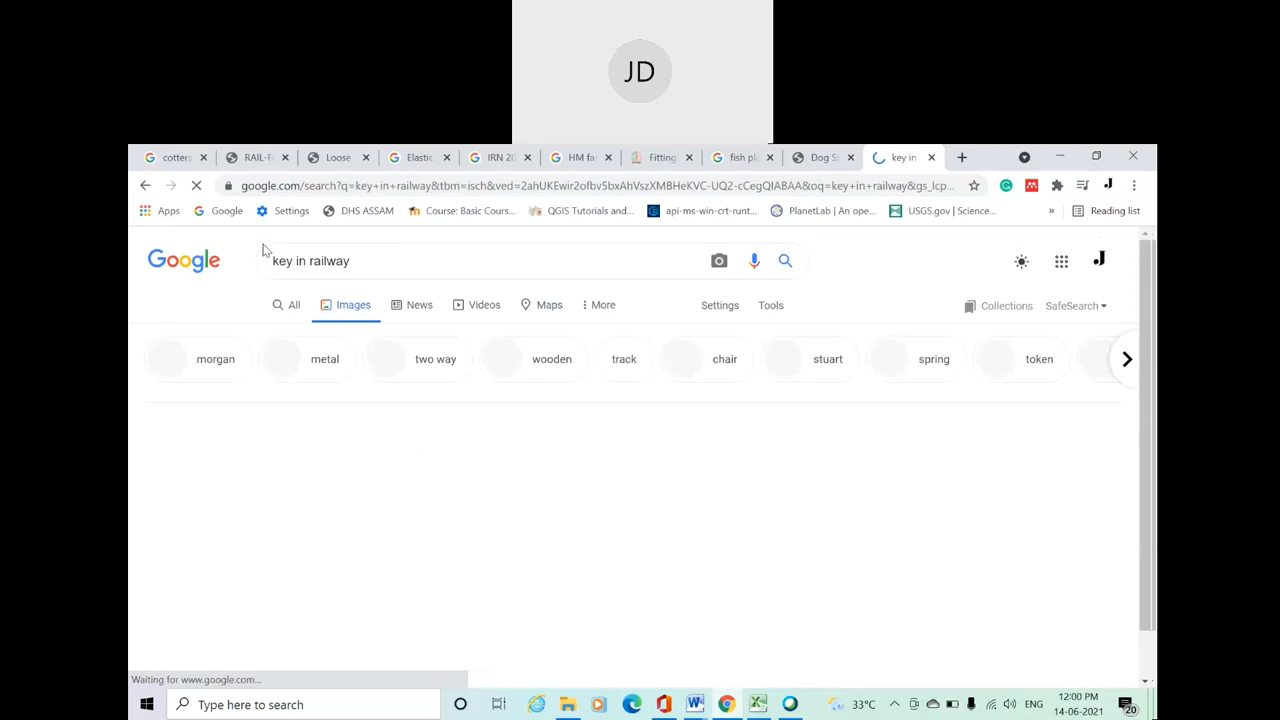 JD
cotters RAIL-F Loose Elastic IRN 20 HM fa Fitting fish pl Dog S key in
google.com/search?q=key+in+railway&tbm=isch&ved=2ahUKEwir2ofbv5bxAhVszXMBHeKVC-UQ2-cCegQIABAA&oq=key+in+railway&gs_lcp...
Apps Google Settings DHS ASSAM Course: Basic Cours... QGIS Tutorials and... api-ms-win-crt-runt... PlanetLab | An ope... USGS.gov | Science... » Reading list
Google key in railway
All Images News Videos Maps More Settings Tools Collections SafeSearch
morgan metal two way wooden track chair stuart spring token
Waiting for www.google.com...
Type here to search 33°C ENG 12:00 PM
14-06-2021 20